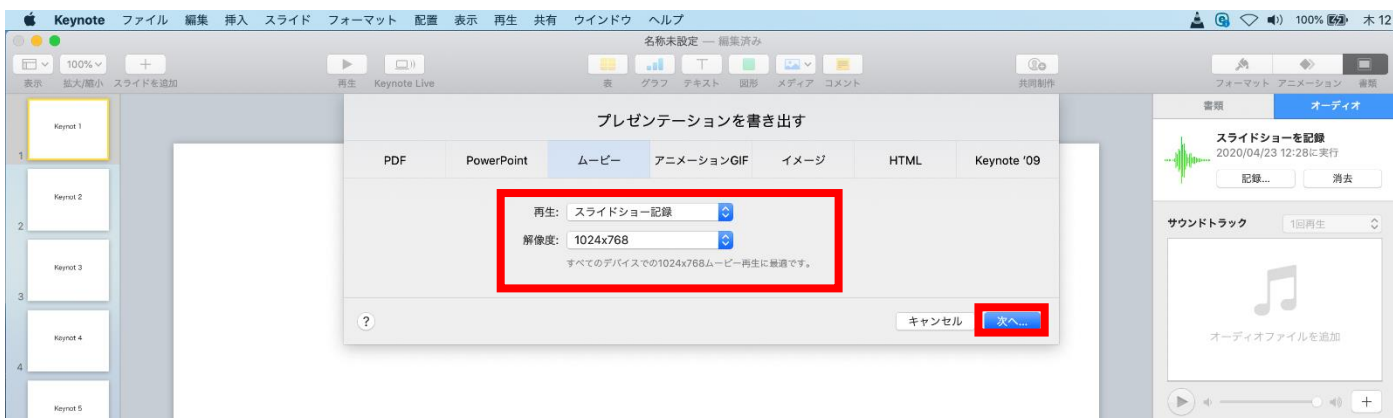 Keynote ファイル 編集 挿入 スライド フォーマット 配置 表示 再生 共有 ウインドウ ヘルプ 100% 木12
名称未設定 — 編集済み
100%
表示 拡大/縮小 スライドを追加 再生 Keynote Live 表 グラフ テキスト 図形 メディア コメント 共同制作 フォーマット アニメーション 書類
プレゼンテーションを書き出す
PDF PowerPoint ムービー アニメーションGIF イメージ HTML Keynote '09
再生: スライドショー記録
解像度: 1024x768
すべてのデバイスでの1024x768ムービー再生に最適です。
? キャンセル 次へ...
Keynot 1
1
Keynot 2
2
Keynot 3
3
Keynot 4
4
Keynot 5
書類 オーディオ
スライドショーを記録
2020/04/23 12:28に実行
記録... 消去
サウンドトラック 1回再生
オーディオファイルを追加